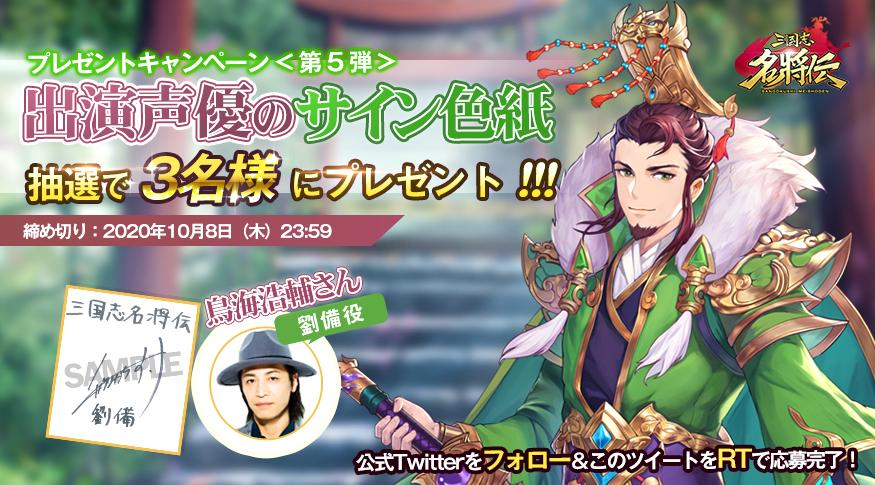 プレゼントキャンペーン＜第５弾＞
三国志
名将伝
SANGOKUSHI MEISHODEN
出演声優のサイン色紙
抽選で３名様にプレゼント!!!
締め切り：2020年10月8日（木）23:59
鳥海浩輔さん
劉備役
三国志名将伝
SAMPLE
劉備
公式Twitterをフォロー&このツイートをRTで応募完了！